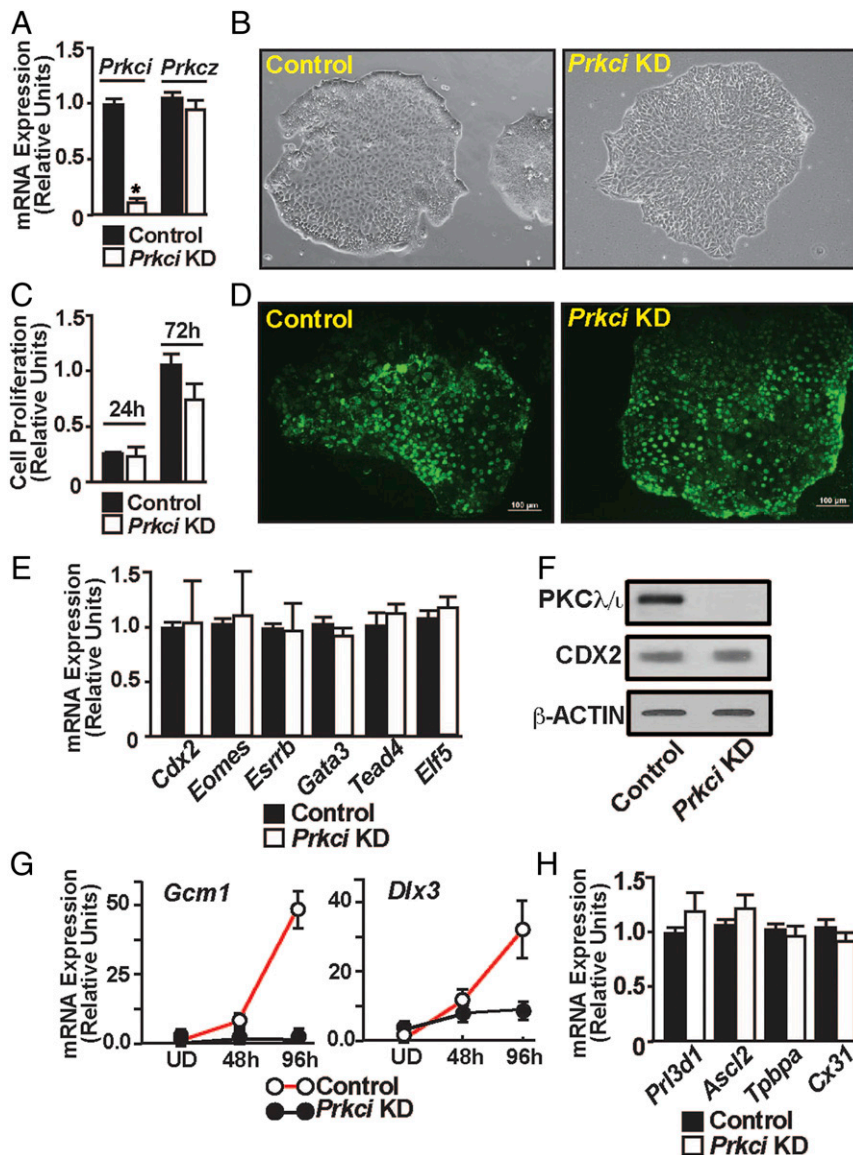 A
mRNA Expression
(Relative Units)
1.5
1.0
0.5
0
Prkci Prkcz
*
Control
Prkci KD
B
Control
Prkci KD
C
Cell Proliferation
(Relative Units)
1.5
1.0
0.5
0
24h
72h
Control
Prkci KD
D
Control
100 µm
Prkci KD
100 µm
E
mRNA Expression
(Relative Units)
1.5
1.0
0.5
0
Cdx2 Eomes Esrrb Gata3 Tead4 Elf5
Control
Prkci KD
F
PKCλ/ι
CDX2
β-ACTIN
Control Prkci KD
G
mRNA Expression
(Relative Units)
Gcm1
50
25
0.0
UD 48h 96h
Dlx3
40
20
0.0
UD 48h 96h
Control
Prkci KD
H
mRNA Expression
(Relative Units)
1.5
1.0
0.5
0
Prl3d1 Ascl2 Tpbpa Cx31
Control
Prkci KD